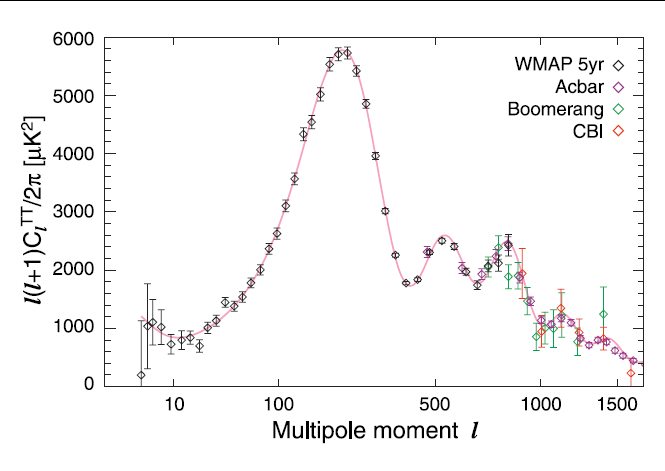 6000
5000
4000
3000
2000
1000
0
l(l+1)C_l^TT/2π [μK²]
WMAP 5yr
Acbar
Boomerang
CBI
10 100 500 1000 1500
Multipole moment l